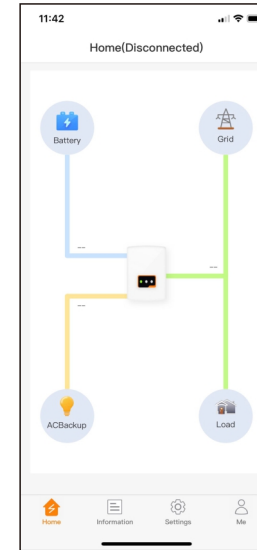 11:42
Home(Disconnected)
Battery
Grid
---
---
---
ACBackup
Load
Home
Information
Settings
Me